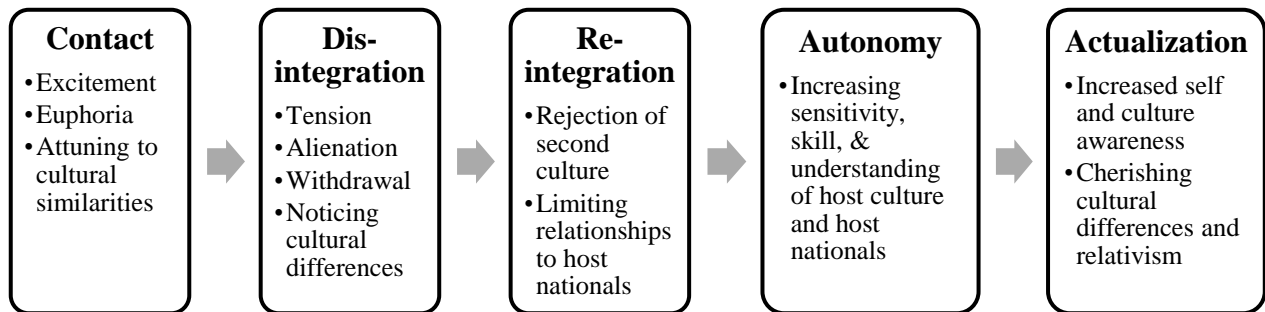 Contact
•Excitement
•Euphoria
•Attuning to
cultural
similarities
Dis-
integration
•Tension
•Alienation
•Withdrawal
•Noticing
cultural
differences
Re-
integration
•Rejection of
second
culture
•Limiting
relationships
to host
nationals
Autonomy
•Increasing
sensitivity,
skill, &
understanding
of host culture
and host
nationals
Actualization
•Increased self
and culture
awareness
•Cherishing
cultural
differences and
relativism